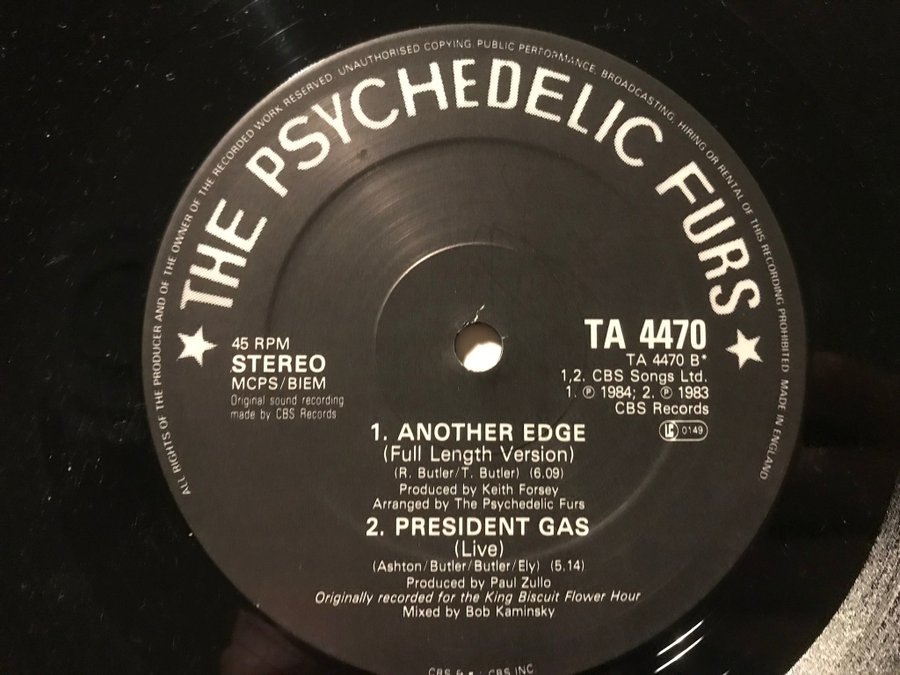 ALL RIGHTS OF THE PRODUCER AND OF THE OWNER OF THE RECORDED WORK RESERVED. UNAUTHORISED COPYING, PUBLIC PERFORMANCE, BROADCASTING, HIRING OR RENTAL OF THIS RECORDING PROHIBITED. MADE IN ENGLAND
THE PSYCHEDELIC FURS
45 RPM
STEREO
MCPS/BIEM
Original sound recording
made by CBS Records
TA 4470
TA 4470 B*
1,2. CBS Songs Ltd.
1. ℗ 1984; 2. ℗ 1983
CBS Records
LC 0149
1. ANOTHER EDGE
(Full Length Version)
(R. Butler/T. Butler) (6.09)
Produced by Keith Forsey
Arranged by The Psychedelic Furs
2. PRESIDENT GAS
(Live)
(Ashton/Butler/Butler/Ely) (5.14)
Produced by Paul Zullo
Originally recorded for the King Biscuit Flower Hour
Mixed by Bob Kaminsky
CBS CBS INC.